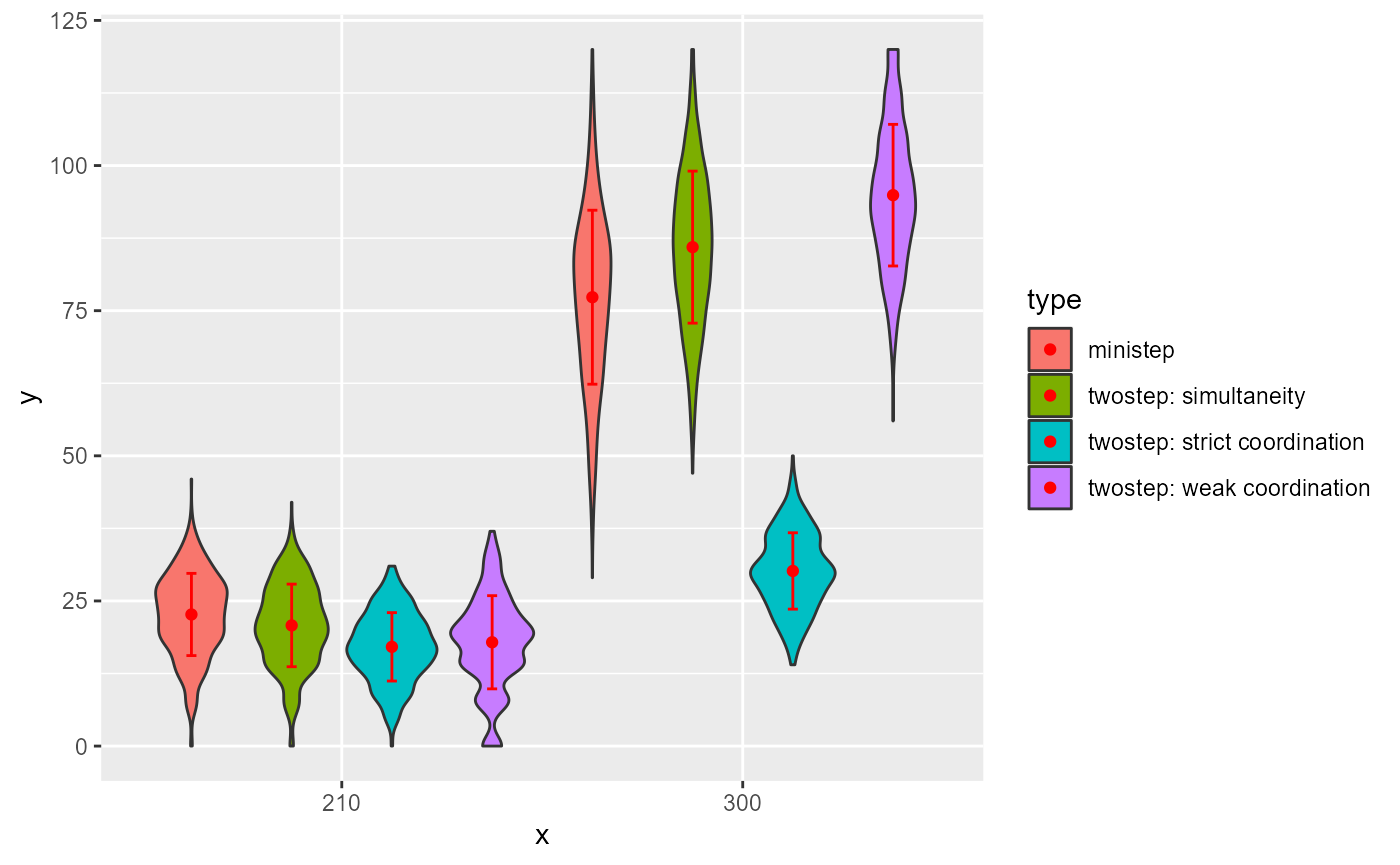 125
100
75
50
25
0
y
210
300
x
type
ministep
twostep: simultaneity
twostep: strict coordination
twostep: weak coordination